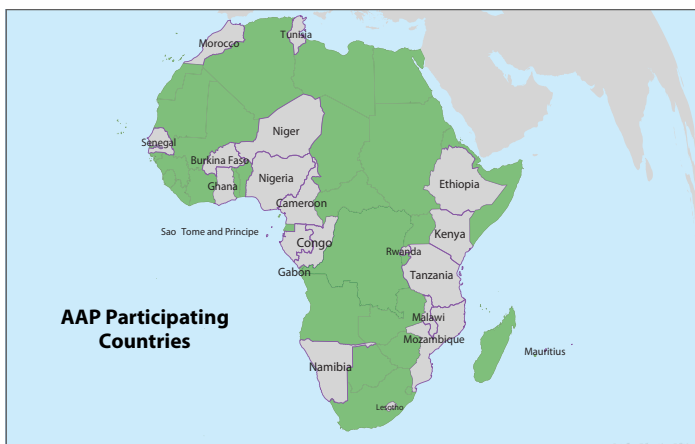 Tunisia
Morocco
Niger
Senegal
Burkina Faso
Nigeria
Ghana
Ethiopia
Cameroon
Sao Tome and Principe
Congo
Kenya
Rwanda
Gabon
Tanzania
AAP Participating
Countries
Malawi
Mozambique
Mauritius
Namibia
Lesotho